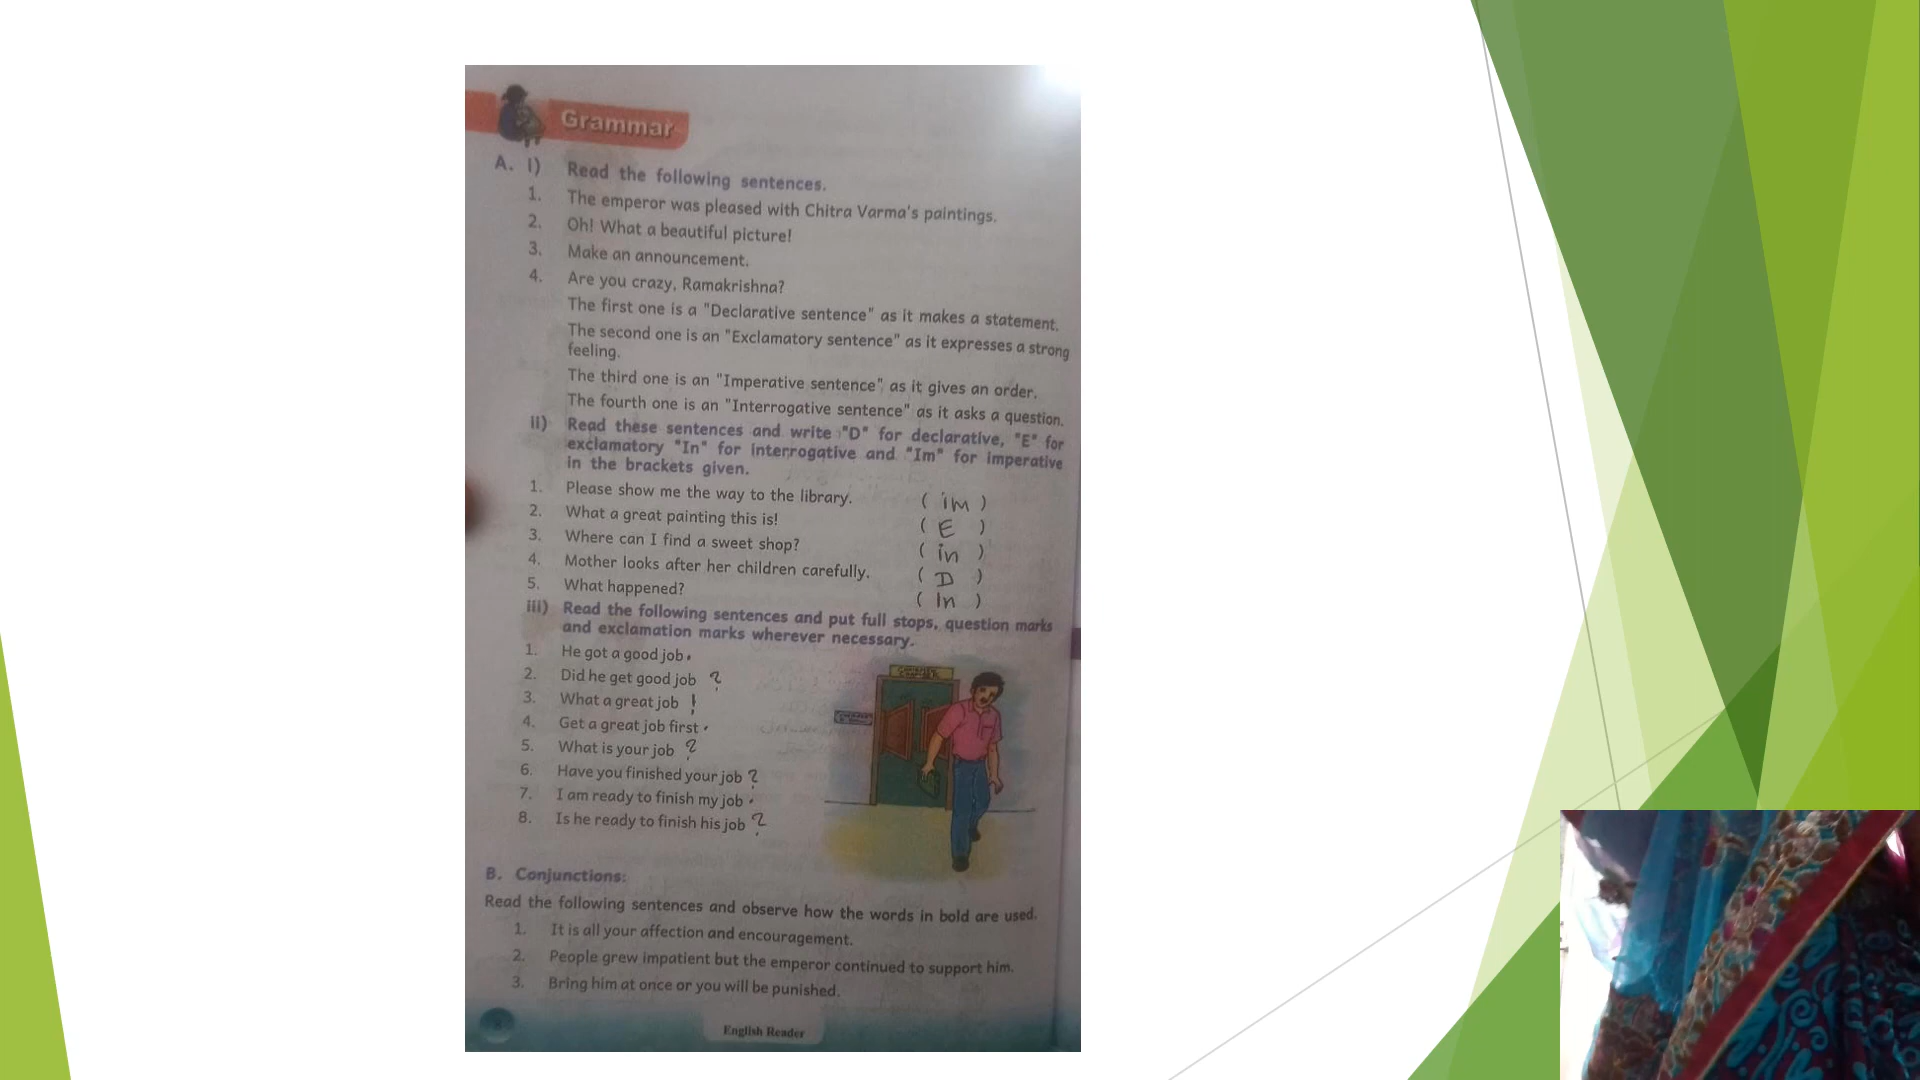 Grammar
A. i) Read the following sentences.
1. The emperor was pleased with Chitra Varma's paintings.
2. Oh! What a beautiful picture!
3. Make an announcement.
4. Are you crazy, Ramakrishna?
The first one is a "Declarative sentence" as it makes a statement.
The second one is an "Exclamatory sentence" as it expresses a strong
feeling.
The third one is an "Imperative sentence" as it gives an order.
The fourth one is an "Interrogative sentence" as it asks a question.
ii) Read these sentences and write "D" for declarative, "E" for
exclamatory "In" for interrogative and "Im" for imperative
in the brackets given.
1. Please show me the way to the library. ( im )
2. What a great painting this is! ( E )
3. Where can I find a sweet shop? ( in )
4. Mother looks after her children carefully. ( D )
5. What happened? ( In )
iii) Read the following sentences and put full stops, question marks
and exclamation marks wherever necessary.
1. He got a good job .
2. Did he get good job ?
3. What a great job !
4. Get a great job first .
5. What is your job ?
6. Have you finished your job ?
7. I am ready to finish my job .
8. Is he ready to finish his job ?
B. Conjunctions:
Read the following sentences and observe how the words in bold are used.
1. It is all your affection and encouragement.
2. People grew impatient but the emperor continued to support him.
3. Bring him at once or you will be punished.
English Reader